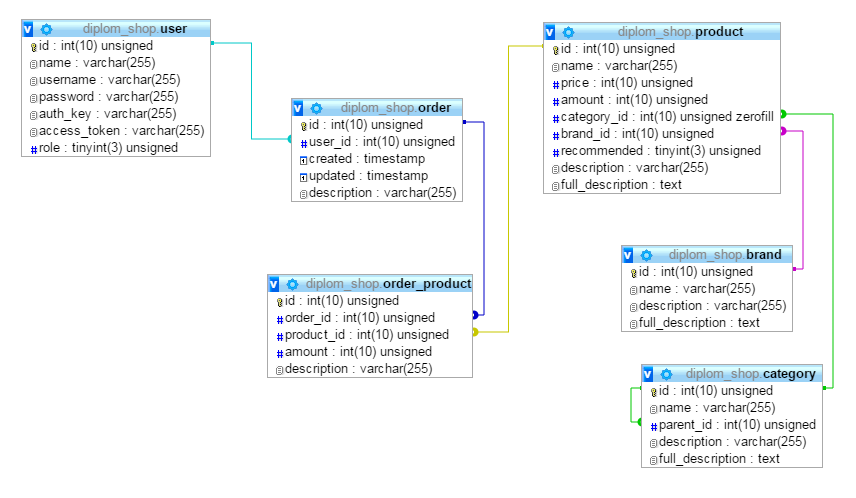 diplom_shop.user
id : int(10) unsigned
name : varchar(255)
username : varchar(255)
password : varchar(255)
auth_key : varchar(255)
access_token : varchar(255)
role : tinyint(3) unsigned
diplom_shop.order
id : int(10) unsigned
user_id : int(10) unsigned
created : timestamp
updated : timestamp
description : varchar(255)
diplom_shop.order_product
id : int(10) unsigned
order_id : int(10) unsigned
product_id : int(10) unsigned
amount : int(10) unsigned
description : varchar(255)
diplom_shop.product
id : int(10) unsigned
name : varchar(255)
price : int(10) unsigned
amount : int(10) unsigned
category_id : int(10) unsigned zerofill
brand_id : int(10) unsigned
recommended : tinyint(3) unsigned
description : varchar(255)
full_description : text
diplom_shop.brand
id : int(10) unsigned
name : varchar(255)
description : varchar(255)
full_description : text
diplom_shop.category
id : int(10) unsigned
name : varchar(255)
parent_id : int(10) unsigned
description : varchar(255)
full_description : text